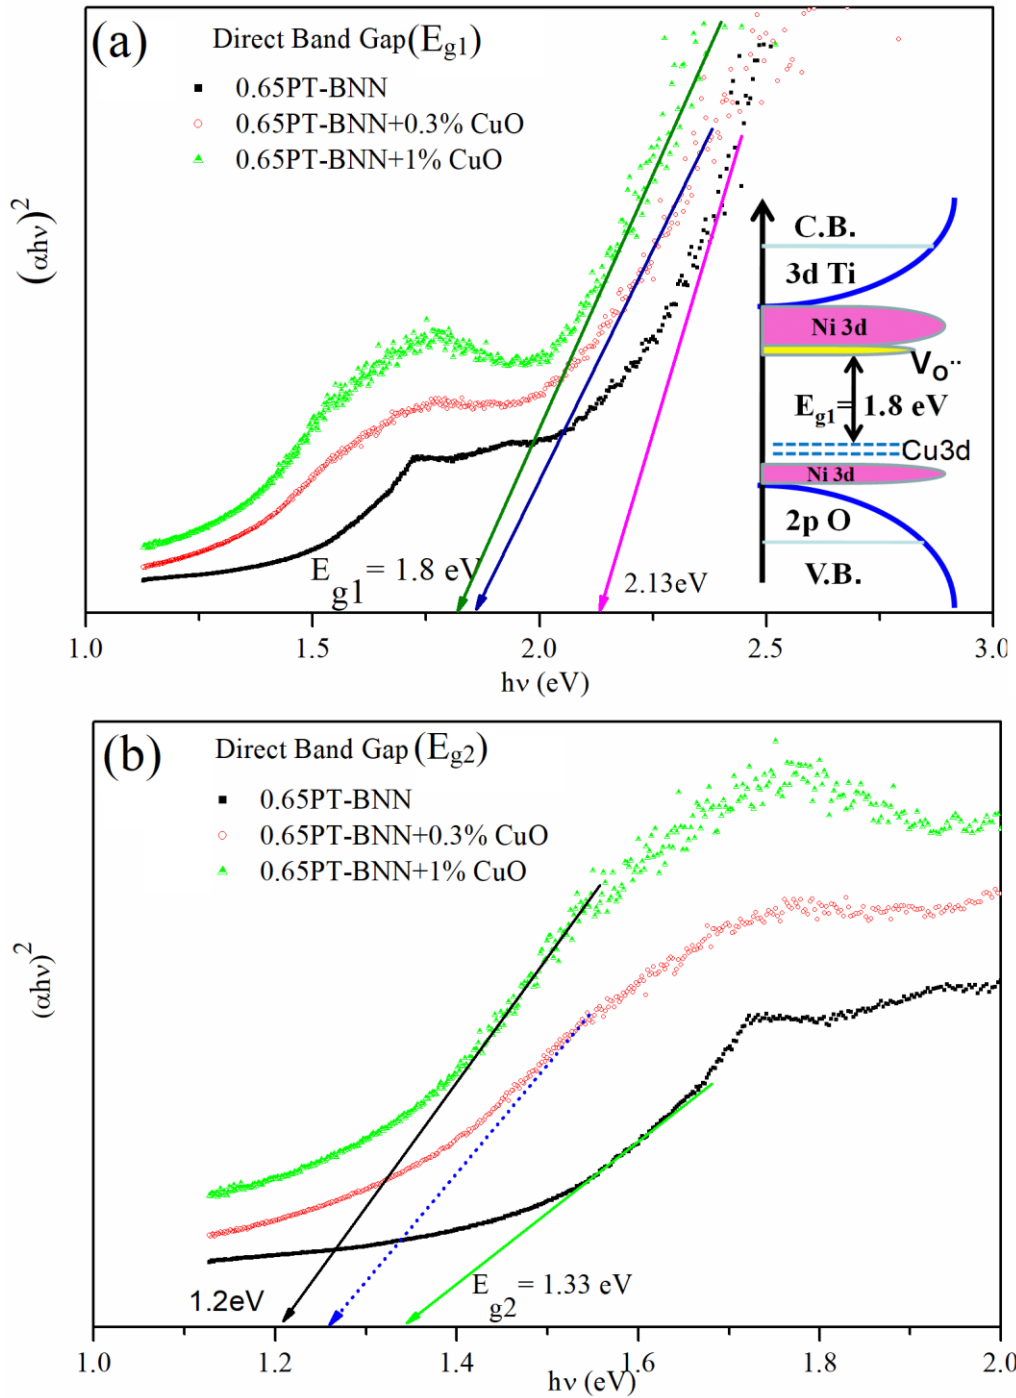 (a)
Direct Band Gap(Eg1)
0.65PT-BNN
0.65PT-BNN+0.3% CuO
0.65PT-BNN+1% CuO
(αhν)2
C.B.
3d Ti
Ni 3d
VO··
Eg1= 1.8 eV
Cu3d
Ni 3d
2p O
V.B.
Eg1 = 1.8 eV
2.13eV
1.0 1.5 2.0 2.5 3.0
hν (eV)
(b)
Direct Band Gap (Eg2)
0.65PT-BNN
0.65PT-BNN+0.3% CuO
0.65PT-BNN+1% CuO
(αhν)2
1.2eV
Eg2 = 1.33 eV
1.0 1.2 1.4 1.6 1.8 2.0
hν (eV)